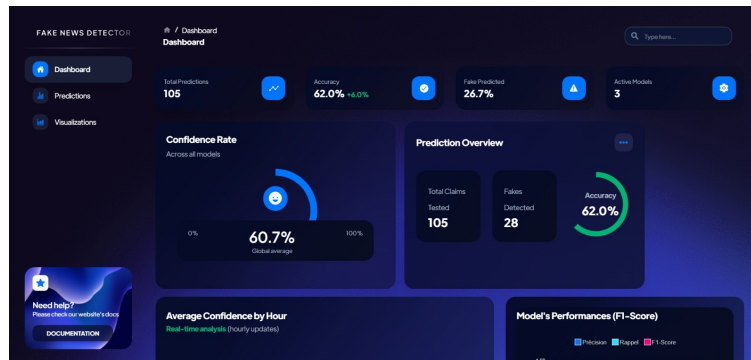 FAKE NEWS DETECTOR
Dashboard
Predictions
Visualizations
Need help?
Please check our website's docs
DOCUMENTATION
/ Dashboard
Dashboard
Type here...
Total Predictions
105
Accuracy
62.0% +6.0%
Fake Predicted
26.7%
Active Models
3
Confidence Rate
Across all models
0%
60.7%
100%
Global average
Prediction Overview
Total Claims
Tested
105
Fakes
Detected
28
Accuracy
62.0%
Average Confidence by Hour
Real-time analysis (hourly updates)
Model's Performances (F1-Score)
Précision Rappel F1-Score